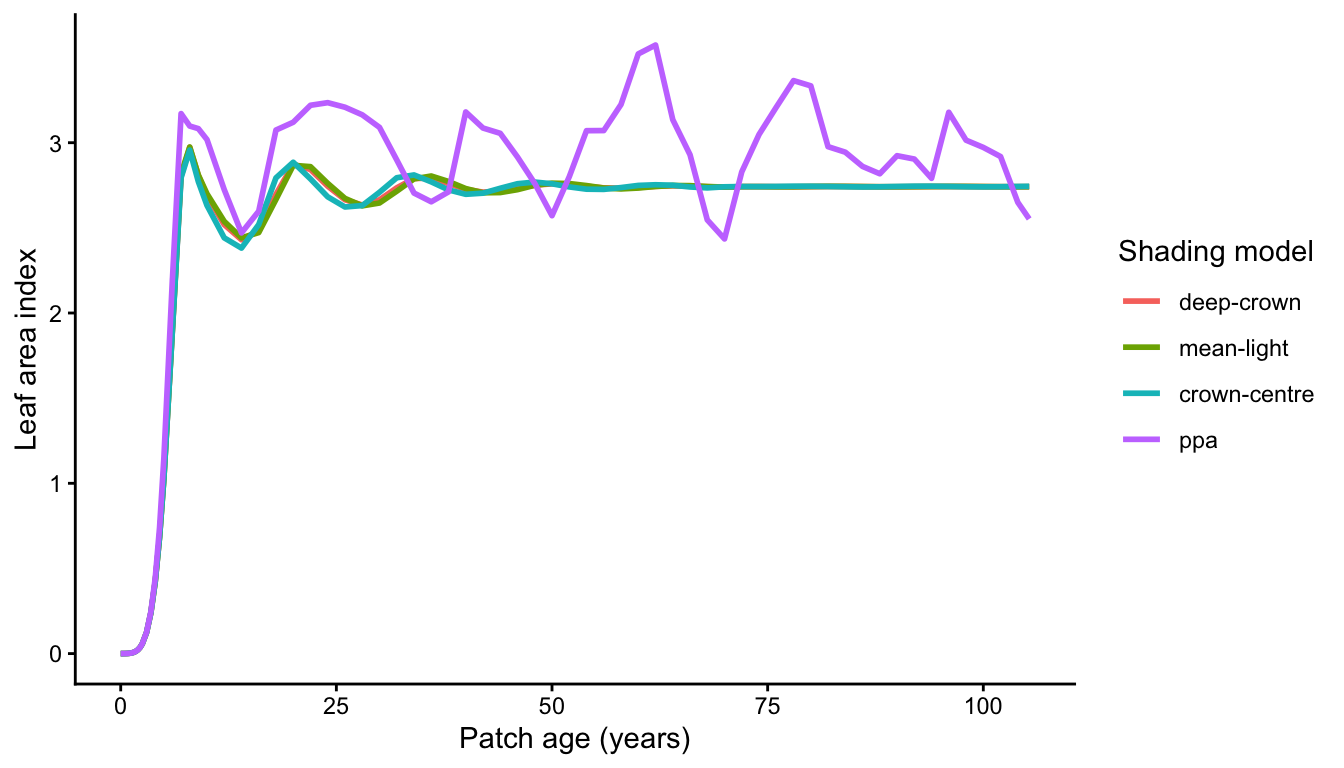 Leaf area index
3
2
1
0
0 25 50 75 100
Patch age (years)
Shading model
deep-crown
mean-light
crown-centre
ppa